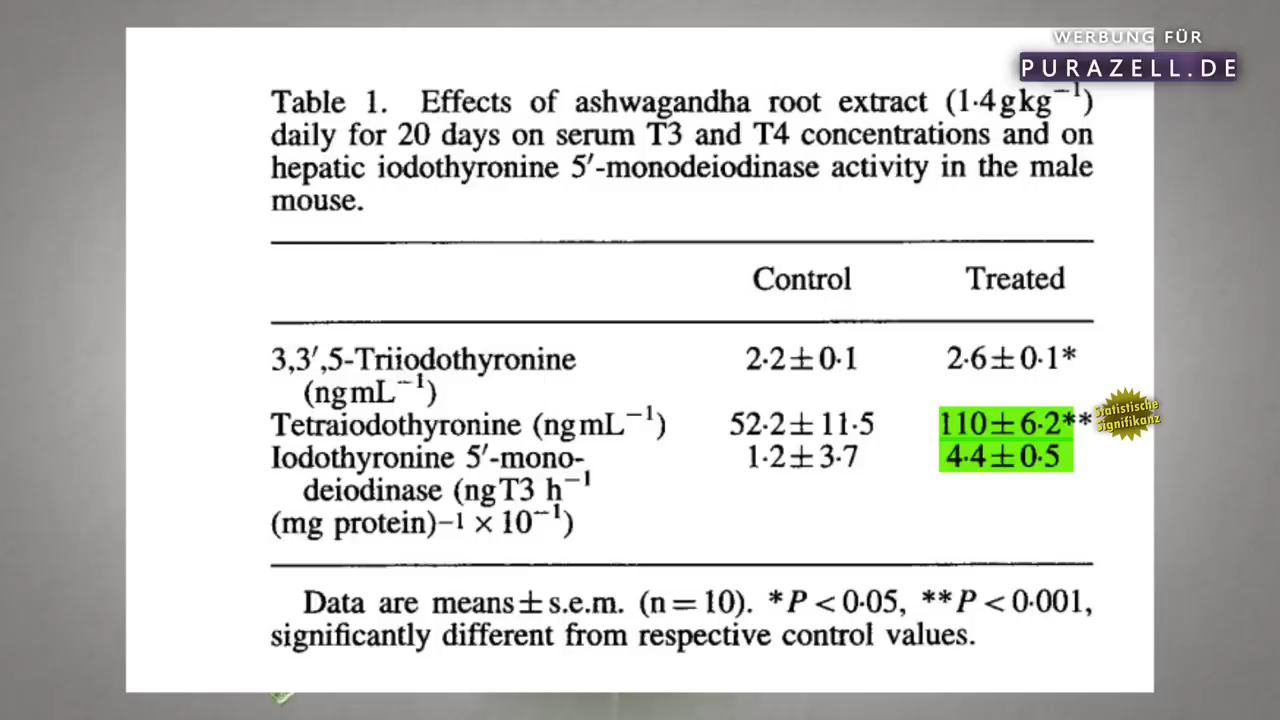 WERBUNG FÜR
PURAZELL.DE
Table 1. Effects of ashwagandha root extract (1·4 g kg⁻¹)
daily for 20 days on serum T3 and T4 concentrations and on
hepatic iodothyronine 5′-monodeiodinase activity in the male
mouse.
Control Treated
3,3′,5-Triiodothyronine 2·2±0·1 2·6±0·1*
(ng mL⁻¹)
Tetraiodothyronine (ng mL⁻¹) 52·2±11·5 110±6·2**
Statistische
Signifikanz
Iodothyronine 5′-mono- 1·2±3·7 4·4±0·5
deiodinase (ng T3 h⁻¹
(mg protein)−1 × 10⁻¹)
Data are means±s.e.m. (n=10). *P<0·05, **P<0·001,
significantly different from respective control values.